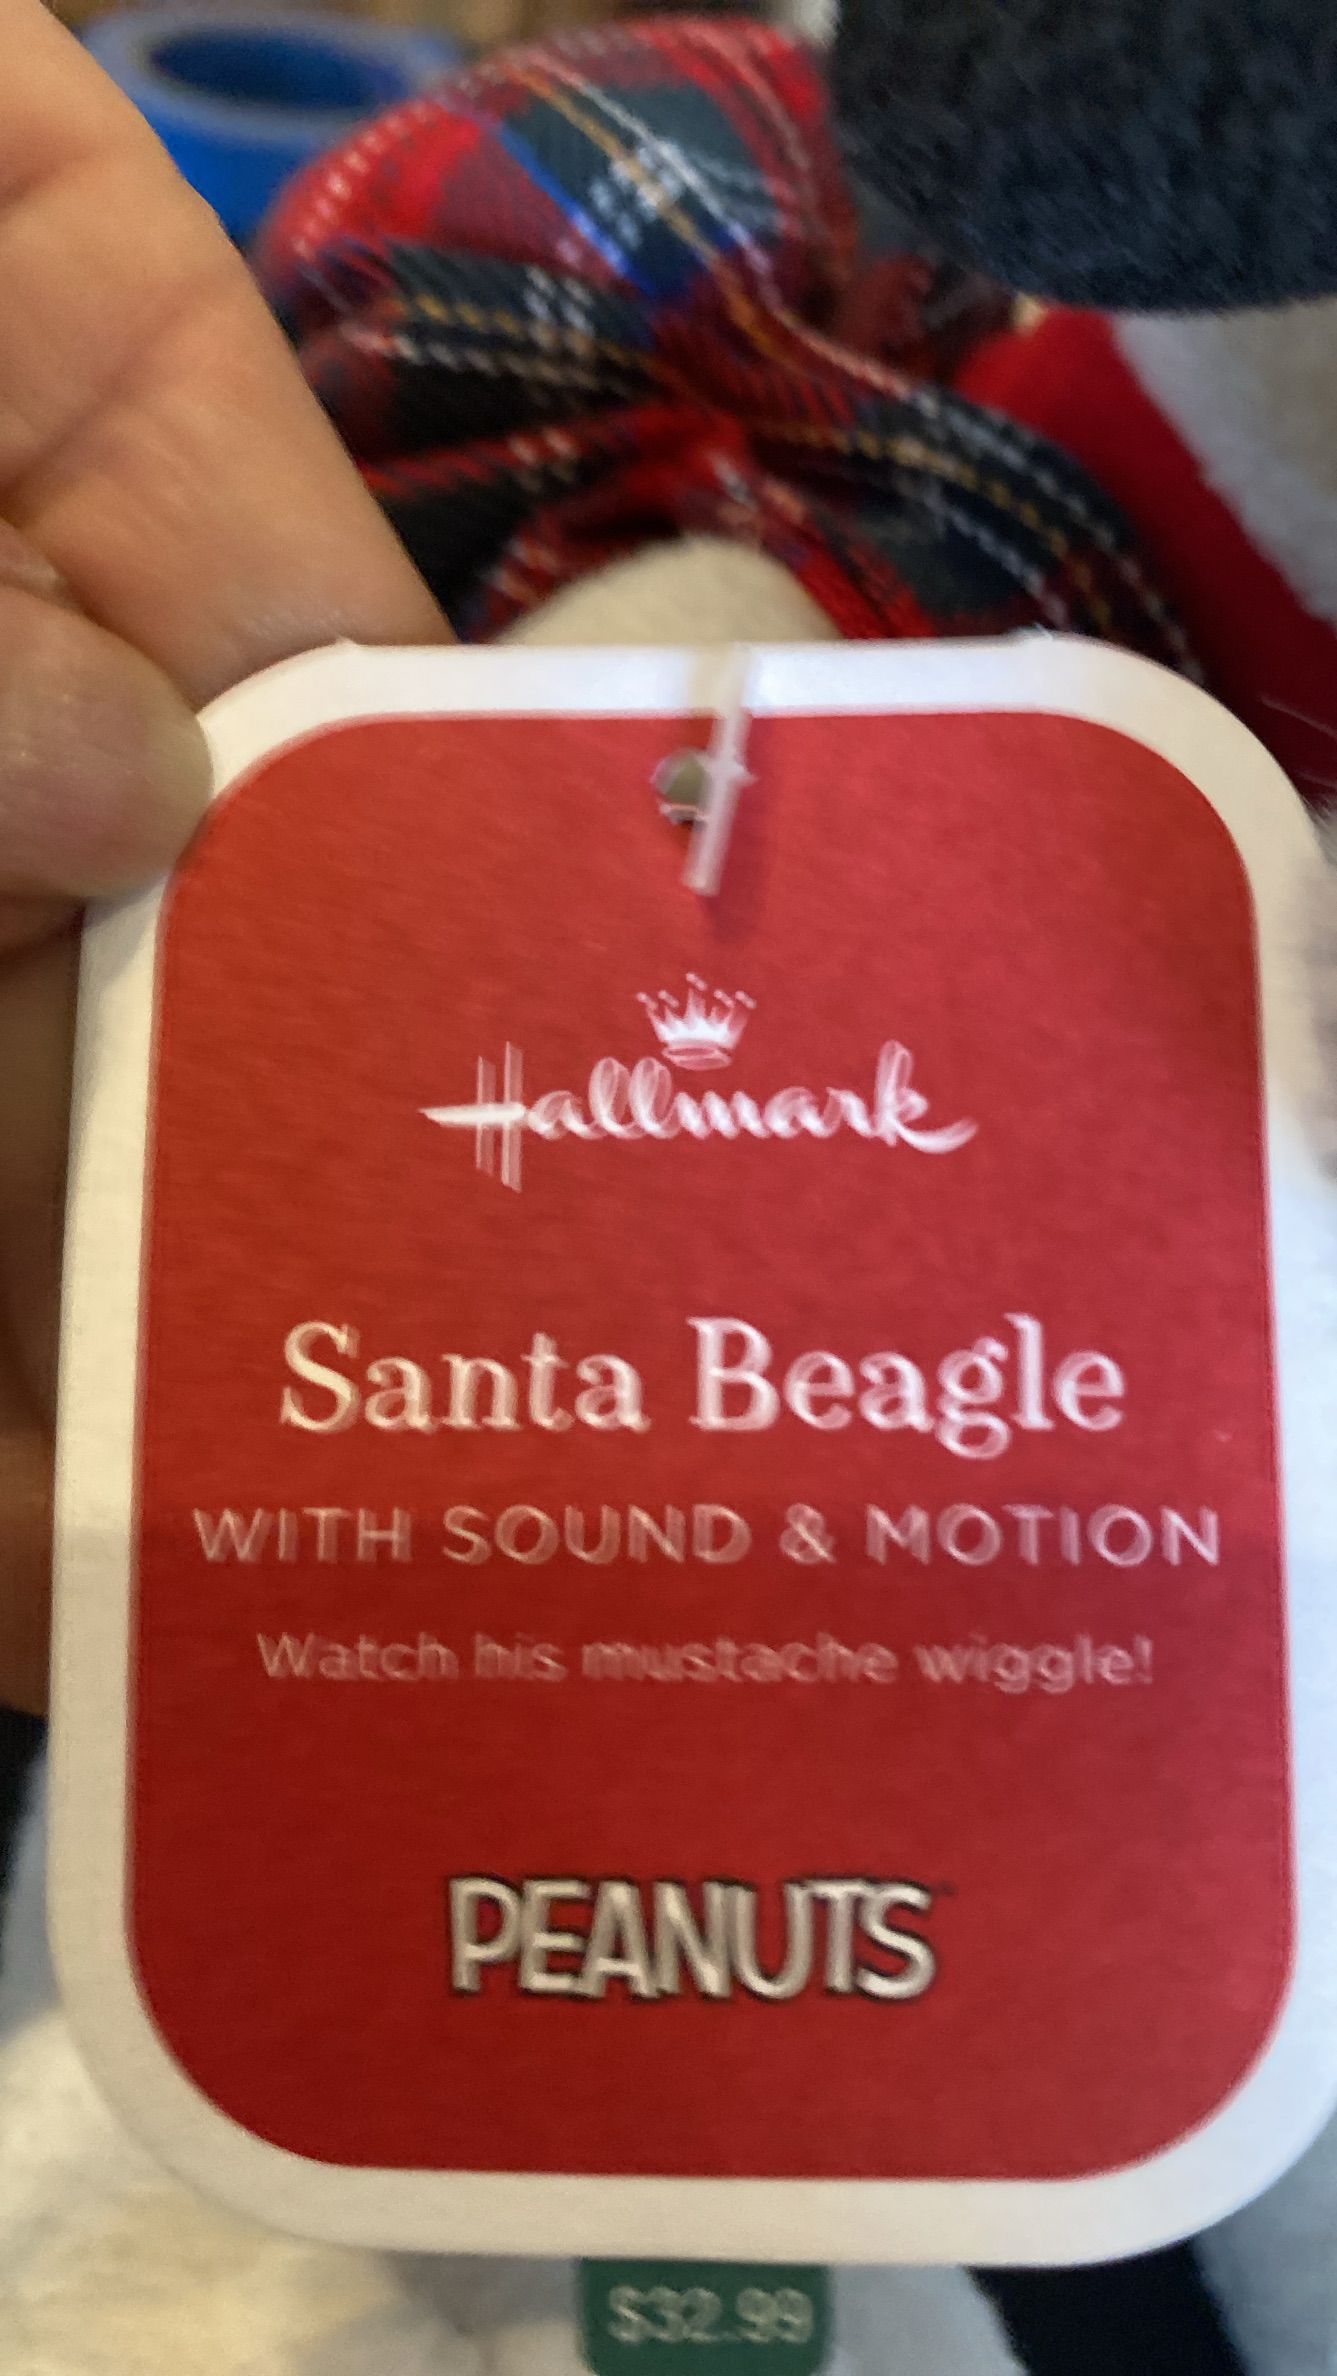 Hallmark
Santa Beagle
WITH SOUND & MOTION
Watch his mustache wiggle!
PEANUTS
$32.99